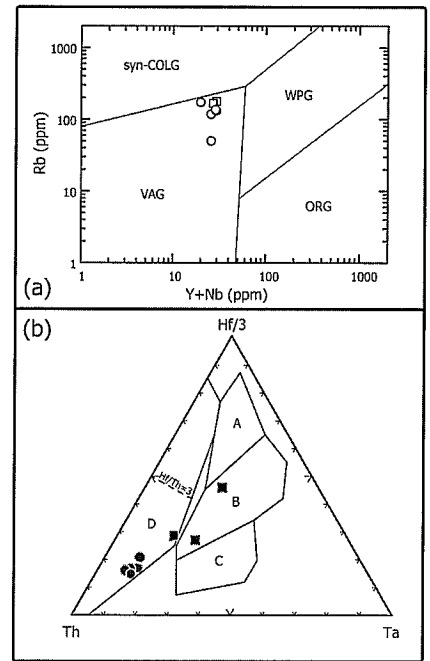 1000
syn-COLG
WPG
100
Rb (ppm)
10
VAG
ORG
1
1
10
100
1000
(a)
Y+Nb (ppm)
(b)
Hf/3
A
Hf/Th=3
B
D
C
Th
Ta